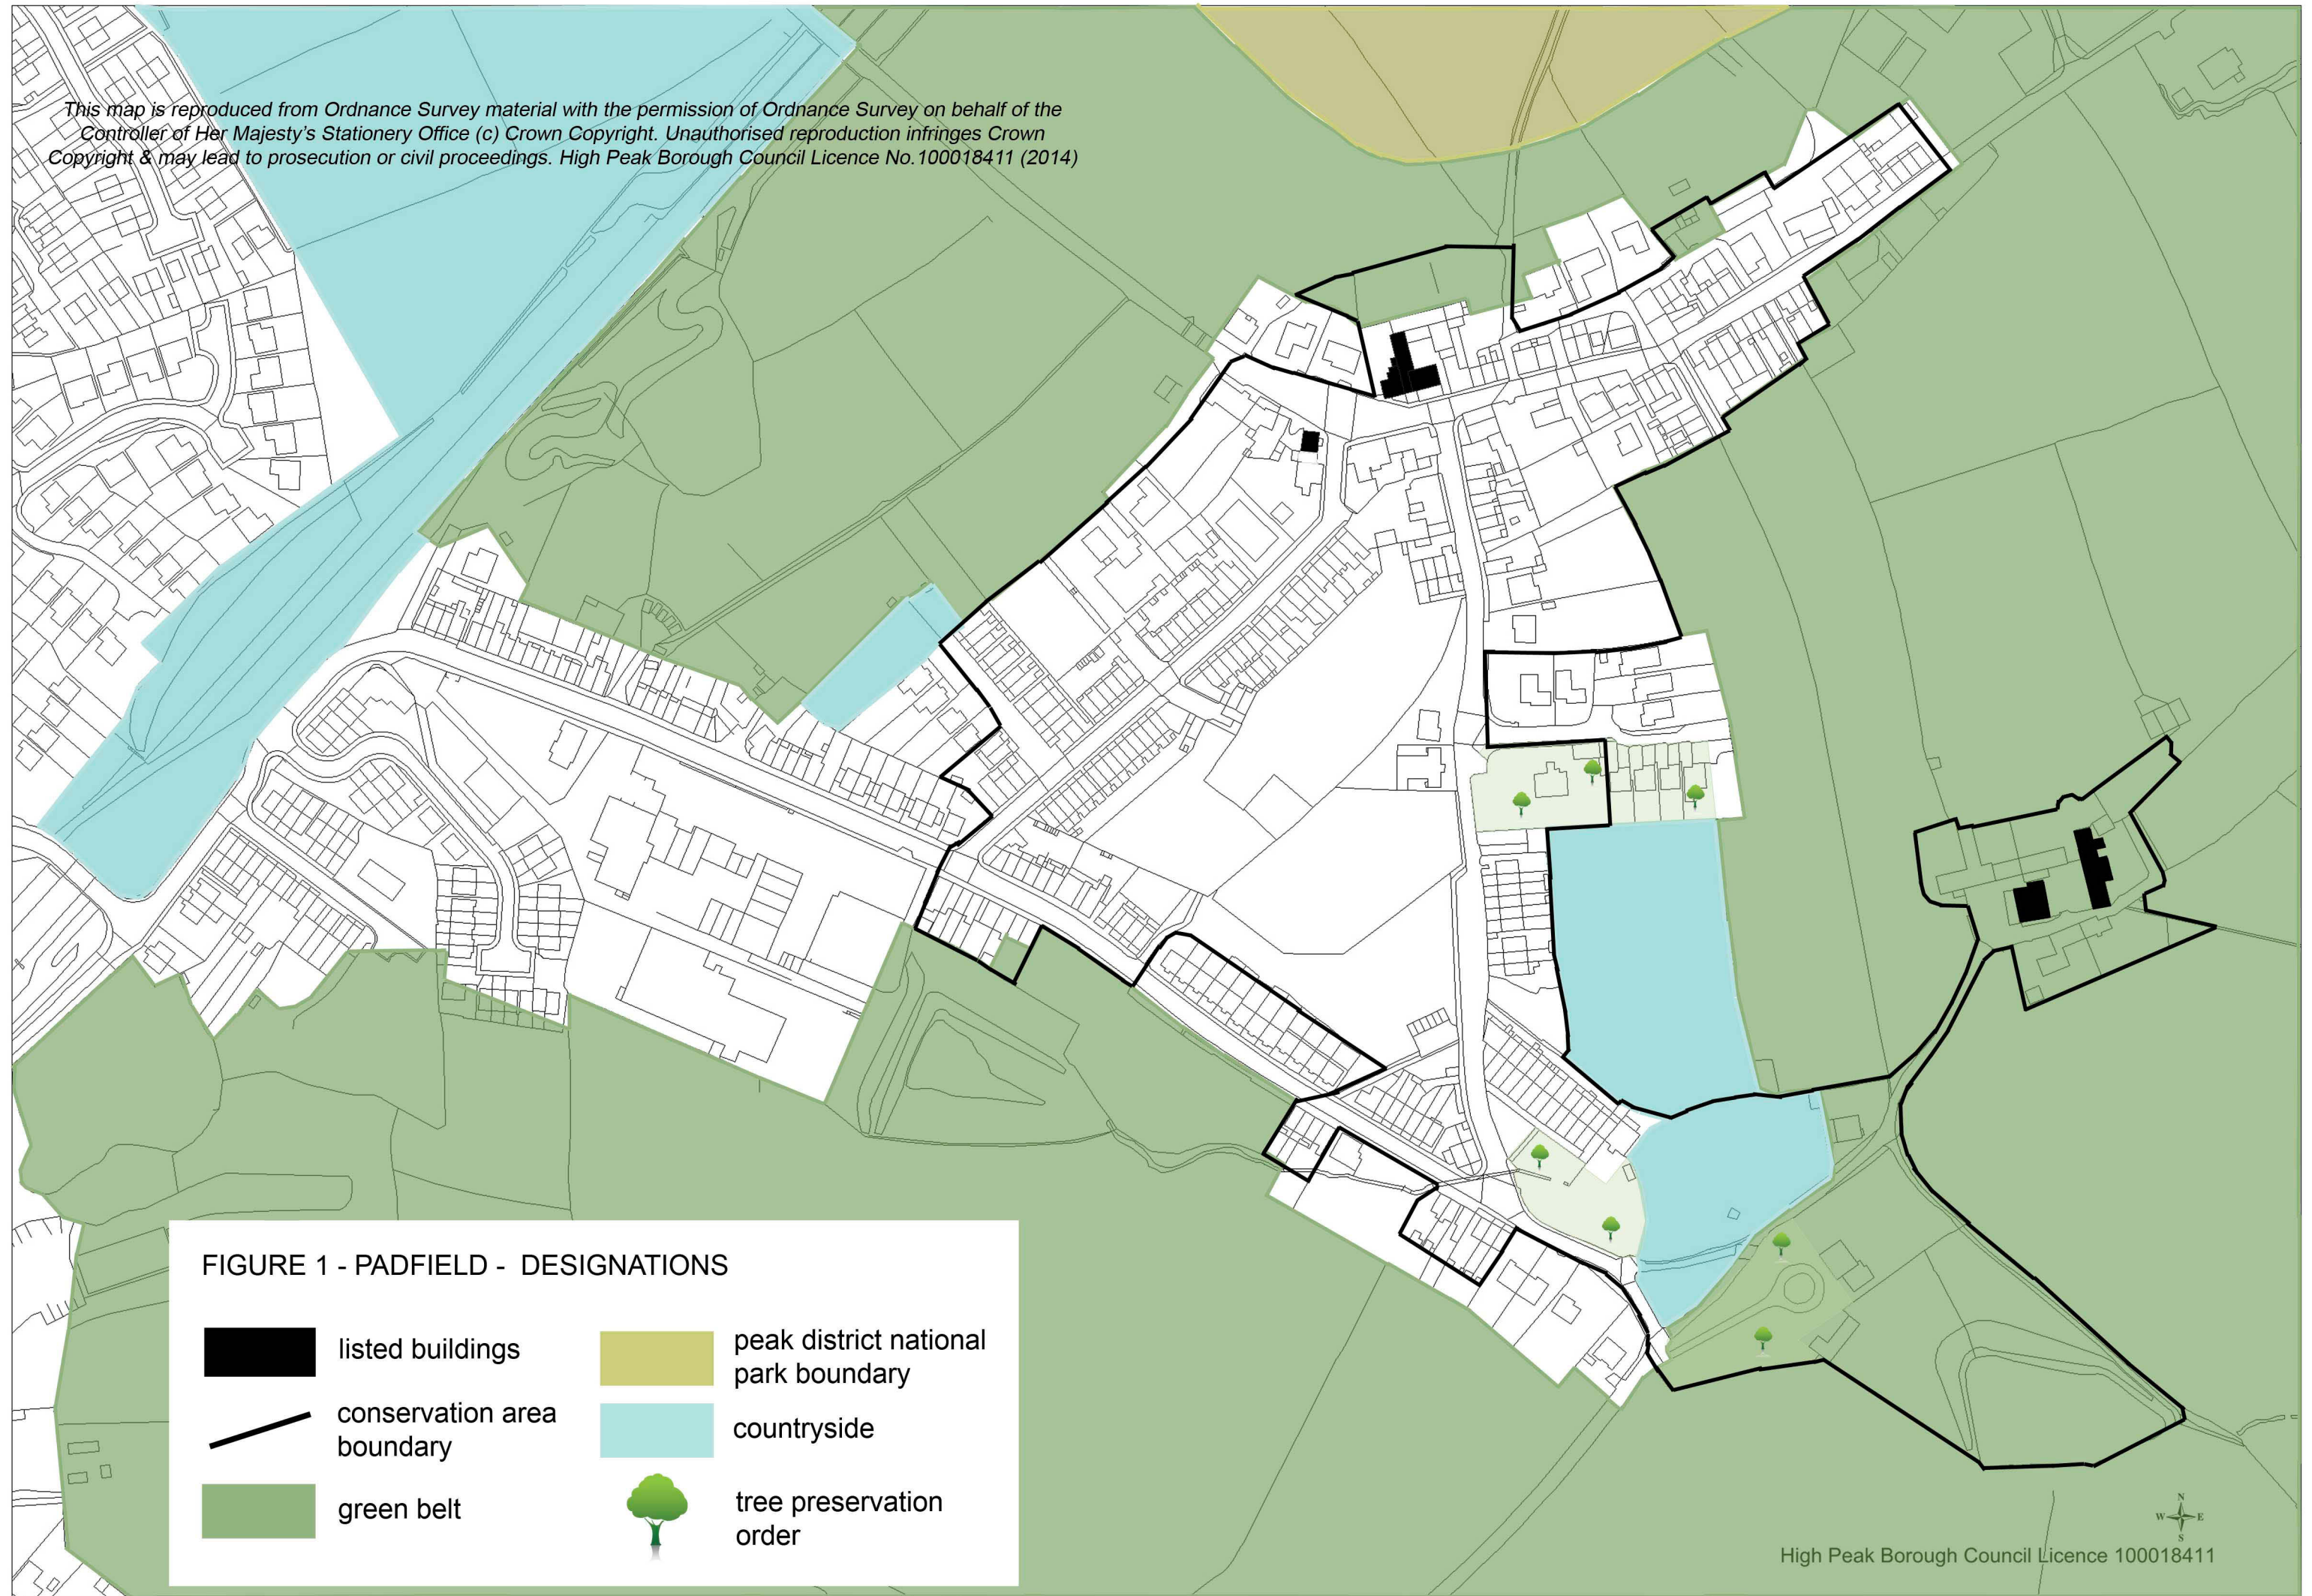 This map is reproduced from Ordnance Survey material with the permission of Ordnance Survey on behalf of the
Controller of Her Majesty's Stationery Office (c) Crown Copyright. Unauthorised reproduction infringes Crown
Copyright & may lead to prosecution or civil proceedings. High Peak Borough Council Licence No.100018411 (2014)
FIGURE 1 - PADFIELD - DESIGNATIONS
listed buildings
conservation area
boundary
green belt
peak district national
park boundary
countryside
tree preservation
order
N
W E
S
High Peak Borough Council Licence 100018411